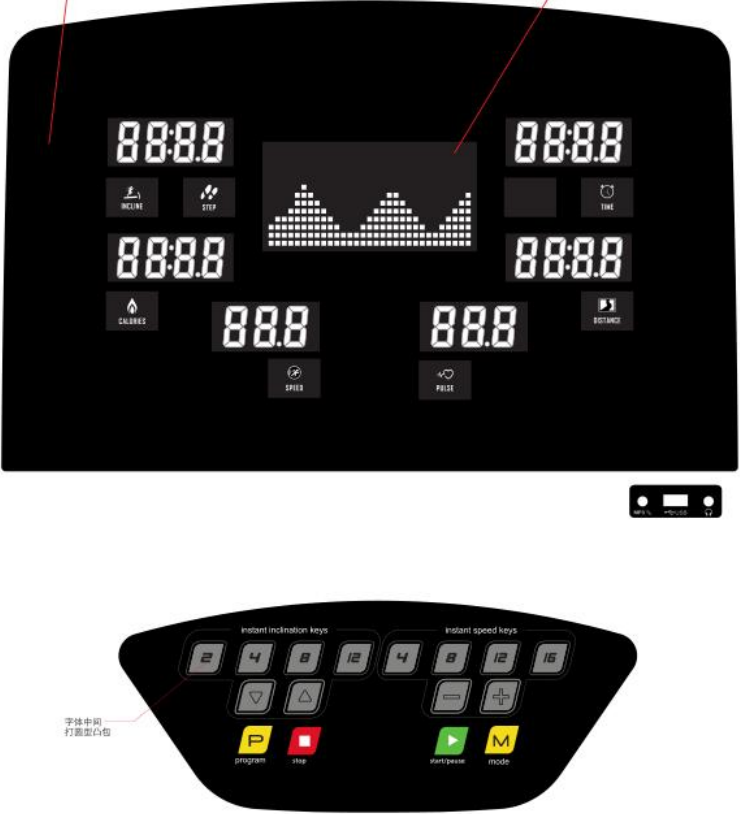 88:8.8
88:8.8
INCLINE
STEP
TIME
88:8.8
88:8.8
CALORIES
DISTANCE
88.8
88.8
SPEED
PULSE
USB
instant inclination keys
instant speed keys
2 4 8 12 4 8 12 16
字体中间
打圆型凸包
P
M
program
stop
start/pause
mode